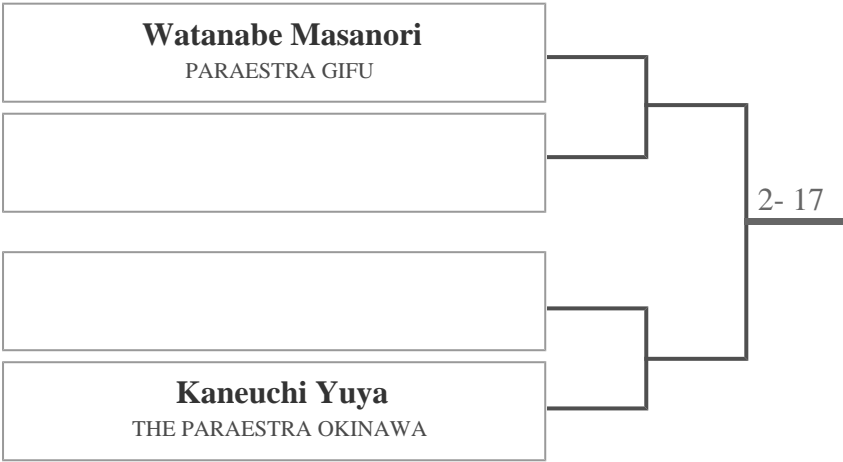 Watanabe Masanori
PARAESTRA GIFU
2- 17
Kaneuchi Yuya
THE PARAESTRA OKINAWA